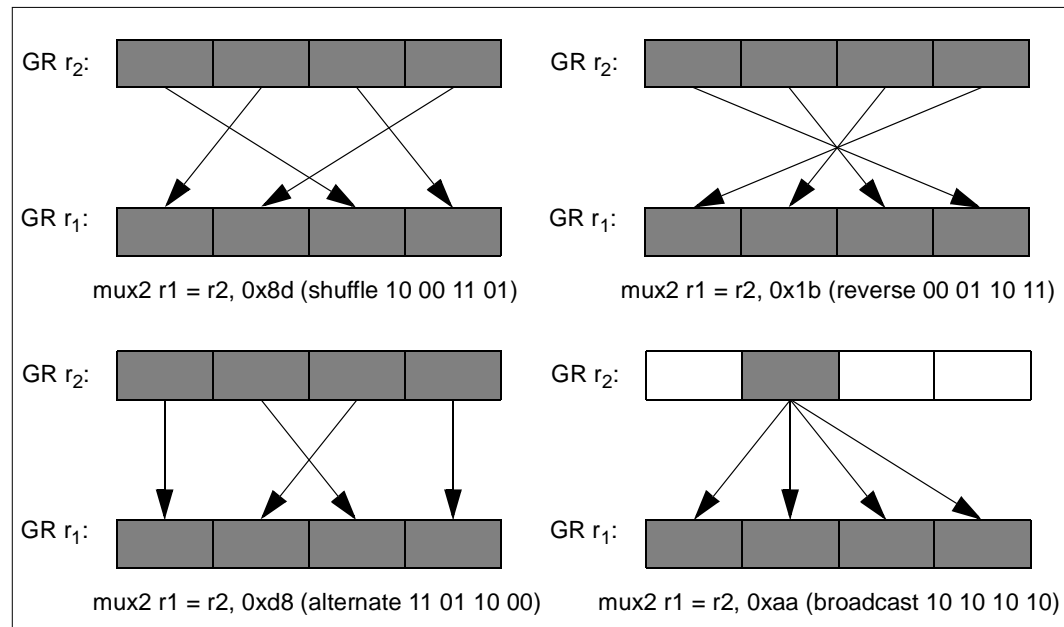 GR r2:
GR r1:
mux2 r1 = r2, 0x8d (shuffle 10 00 11 01)
GR r2:
GR r1:
mux2 r1 = r2, 0x1b (reverse 00 01 10 11)
GR r2:
GR r1:
mux2 r1 = r2, 0xd8 (alternate 11 01 10 00)
GR r2:
GR r1:
mux2 r1 = r2, 0xaa (broadcast 10 10 10 10)